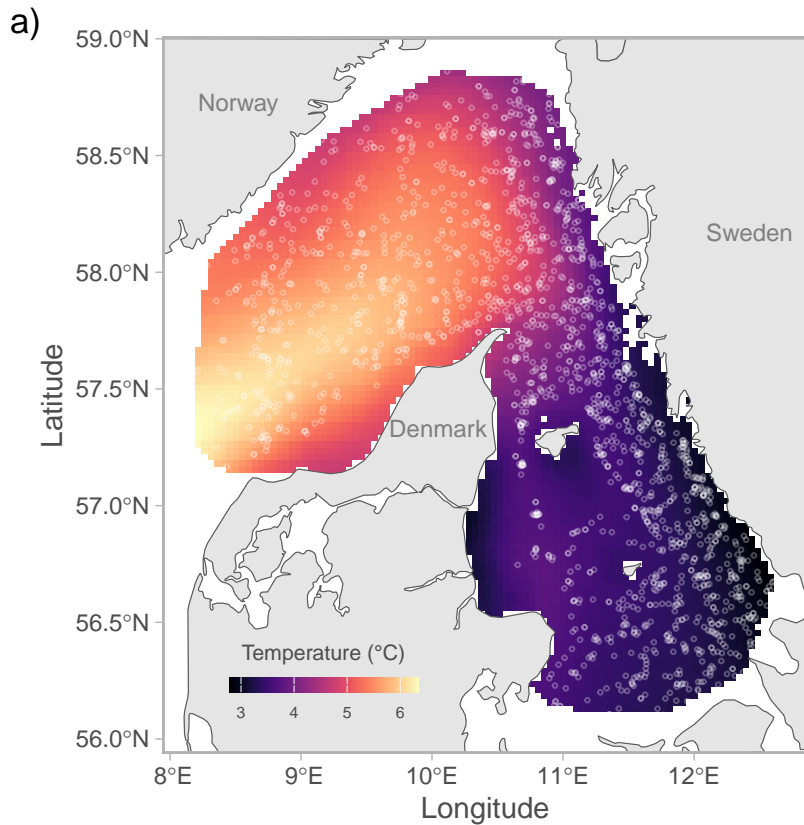 a)
59.0°N
58.5°N
58.0°N
57.5°N
57.0°N
56.5°N
56.0°N
Latitude
Norway
Sweden
Denmark
Temperature (°C)
3 4 5 6
8°E 9°E 10°E 11°E 12°E
Longitude